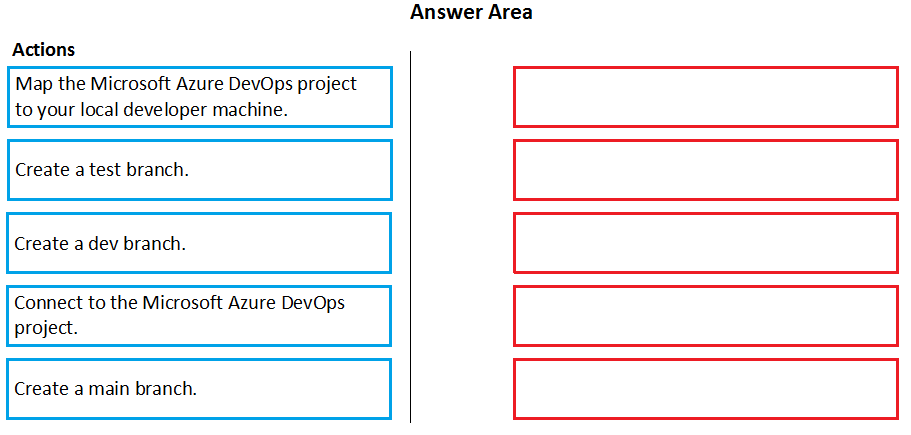 Answer Area
Actions
Map the Microsoft Azure DevOps project
to your local developer machine.
Create a test branch.
Create a dev branch.
Connect to the Microsoft Azure DevOps
project.
Create a main branch.